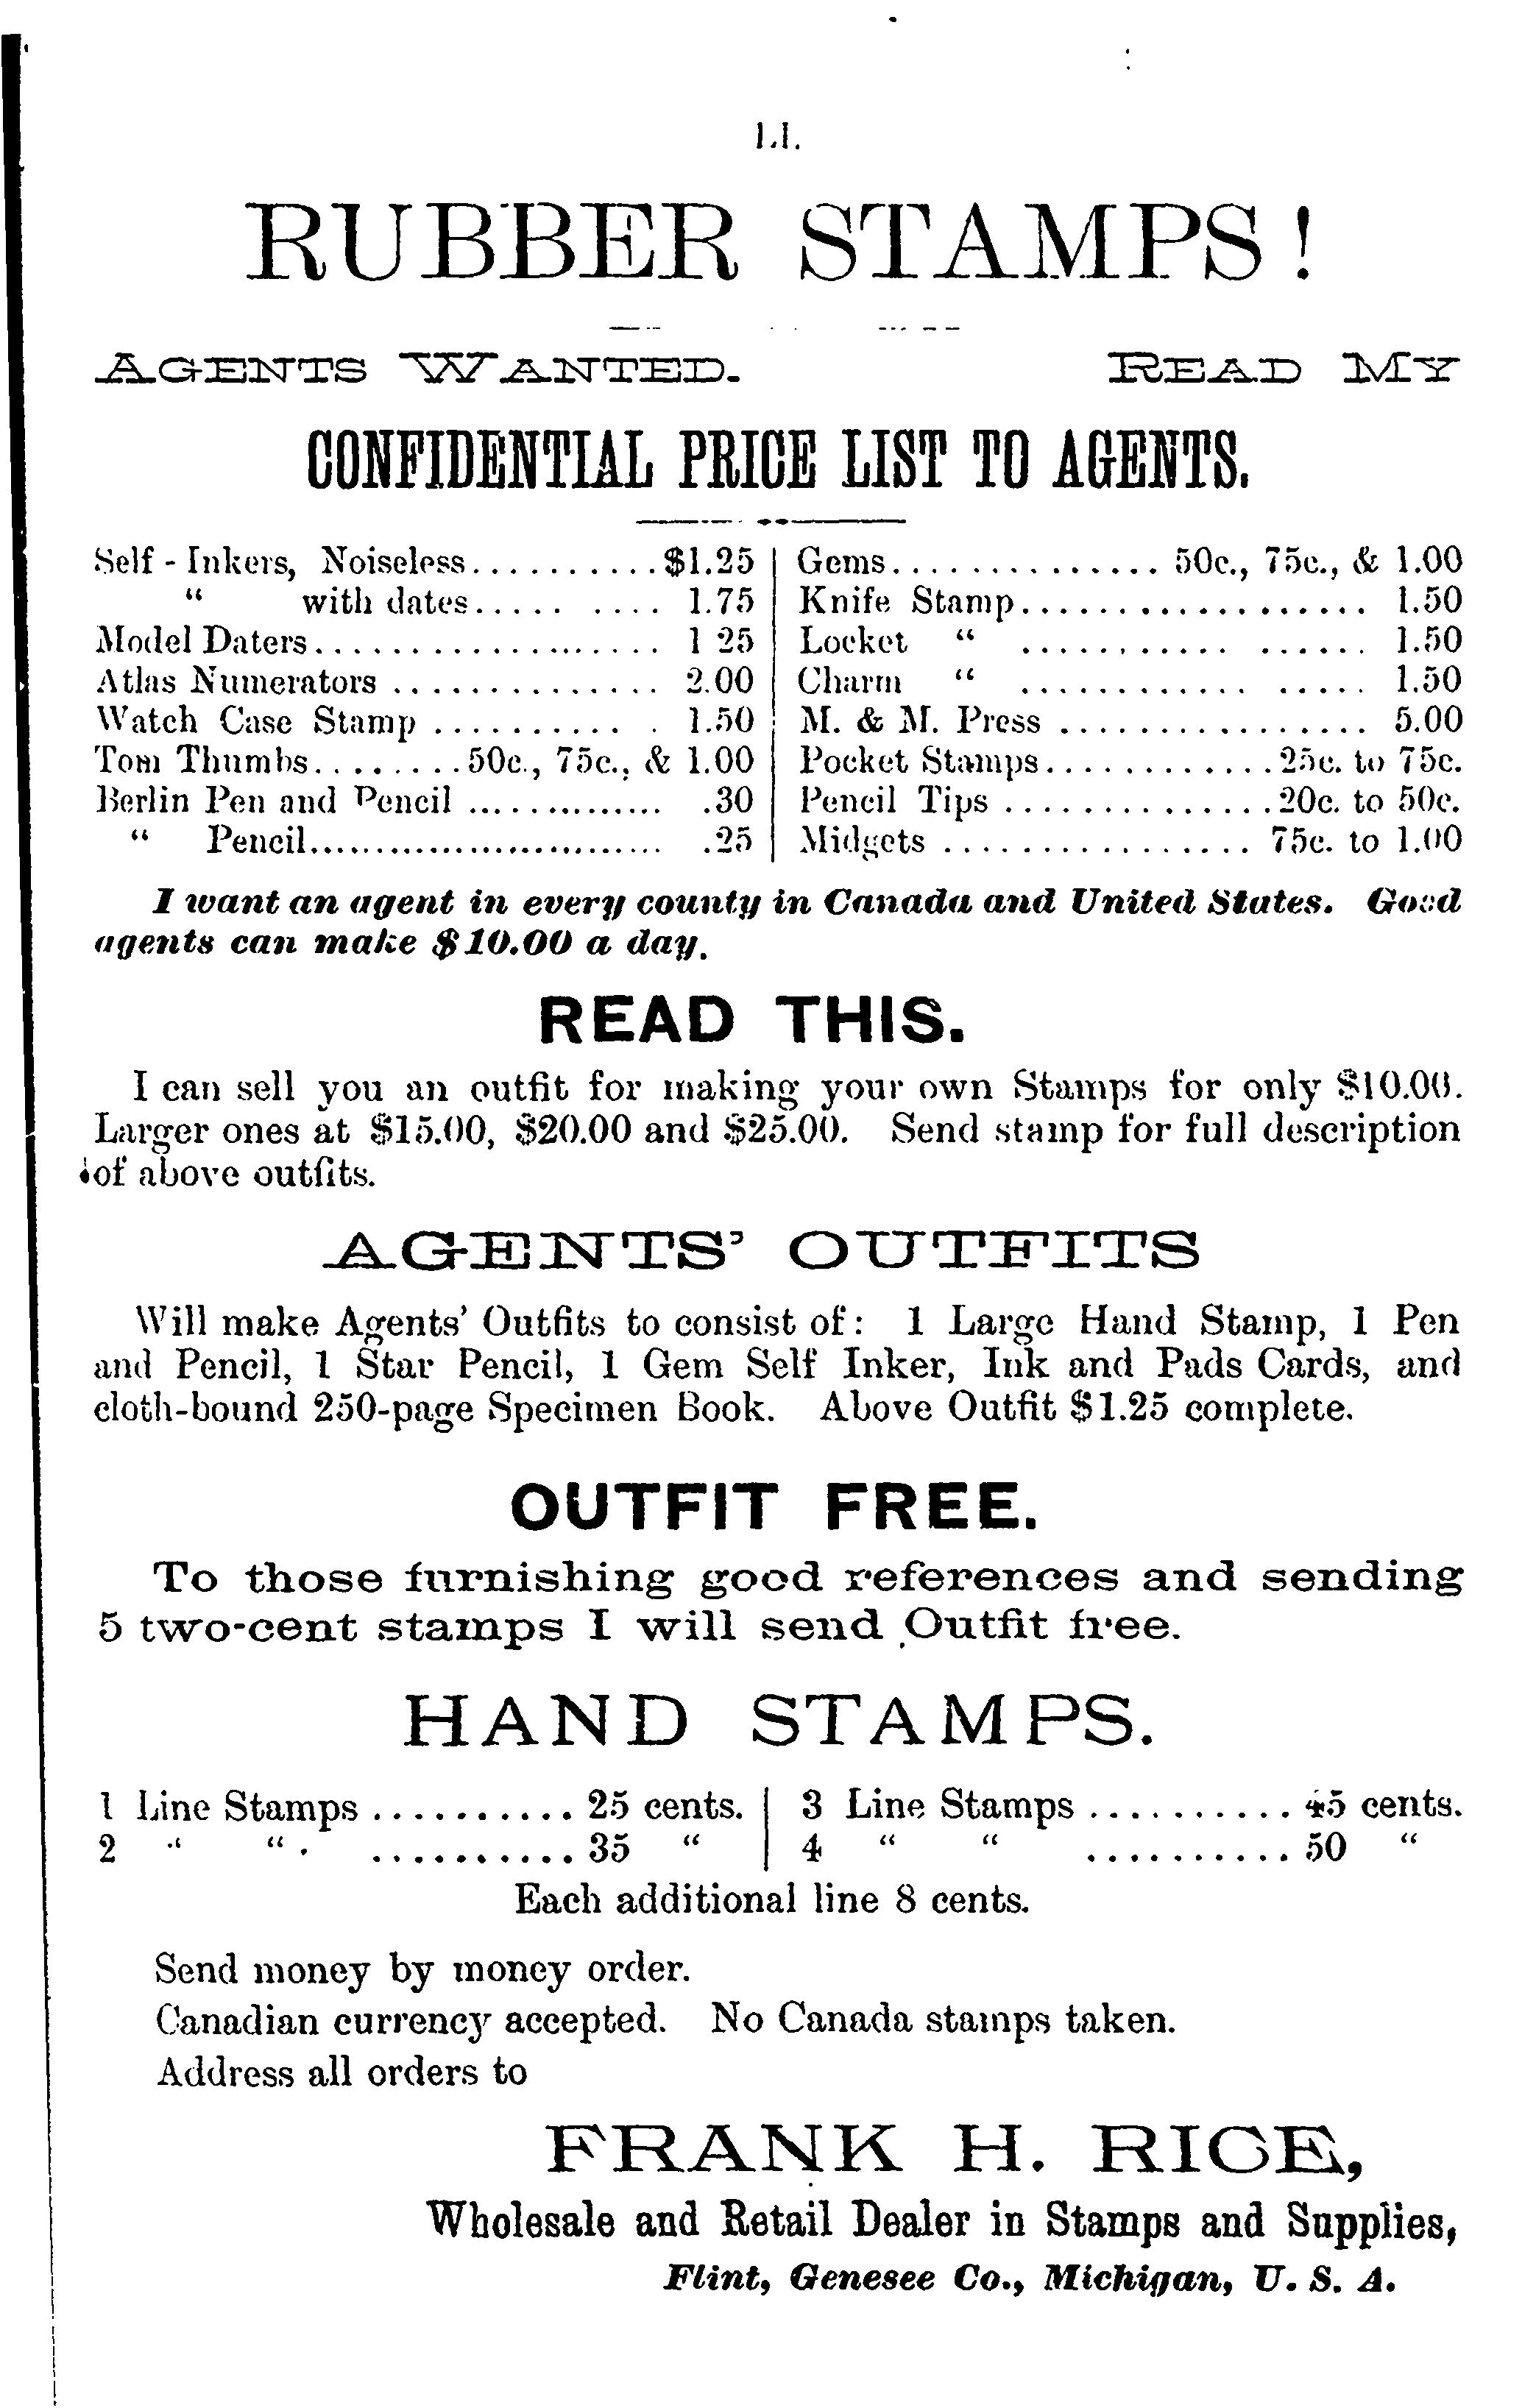 LI.
RUBBER STAMPS!
AGENTS WANTED. READ MY
CONFIDENTIAL PRICE LIST TO AGENTS.
Self-Inkers, Noiseless...........$1.25
" with dates..... .... 1.75
Model Daters.................... 1 25
Atlas Numerators .............. 2.00
Watch Case Stamp .......... . 1.50
Tom Thumbs.........50c., 75c., & 1.00
Berlin Pen and Pencil ............... .30
" Pencil........................... .25
Gems.............. 50c., 75c., & 1.00
Knife Stamp.................. 1.50
Locket " ........... ...... 1.50
Charm " ............ ..... 1.50
M. & M. Press ................ 5.00
Pocket Stamps............25c. to 75c.
Pencil Tips ..............20c. to 50c.
Midgets ................ 75c. to 1.00
I want an agent in every county in Canada and United States. Good
agents can make $10.00 a day.
READ THIS.
I can sell you an outfit for making your own Stamps for only $10.00.
Larger ones at $15.00, $20.00 and $25.00. Send stamp for full description
of above outfits.
AGENTS' OUTFITS
Will make Agents' Outfits to consist of: 1 Large Hand Stamp, 1 Pen
and Pencil, 1 Star Pencil, 1 Gem Self Inker, Ink and Pads Cards, and
cloth-bound 250-page Specimen Book. Above Outfit $1.25 complete.
OUTFIT FREE.
To those furnishing good references and sending
5 two-cent stamps I will send Outfit free.
HAND STAMPS.
1 Line Stamps .......... 25 cents.
2 " " .......... 35 "
3 Line Stamps .......... 45 cents.
4 " " .......... 50 "
Each additional line 8 cents.
Send money by money order.
Canadian currency accepted. No Canada stamps taken.
Address all orders to
FRANK H. RICE,
Wholesale and Retail Dealer in Stamps and Supplies,
Flint, Genesee Co., Michigan, U. S. A.